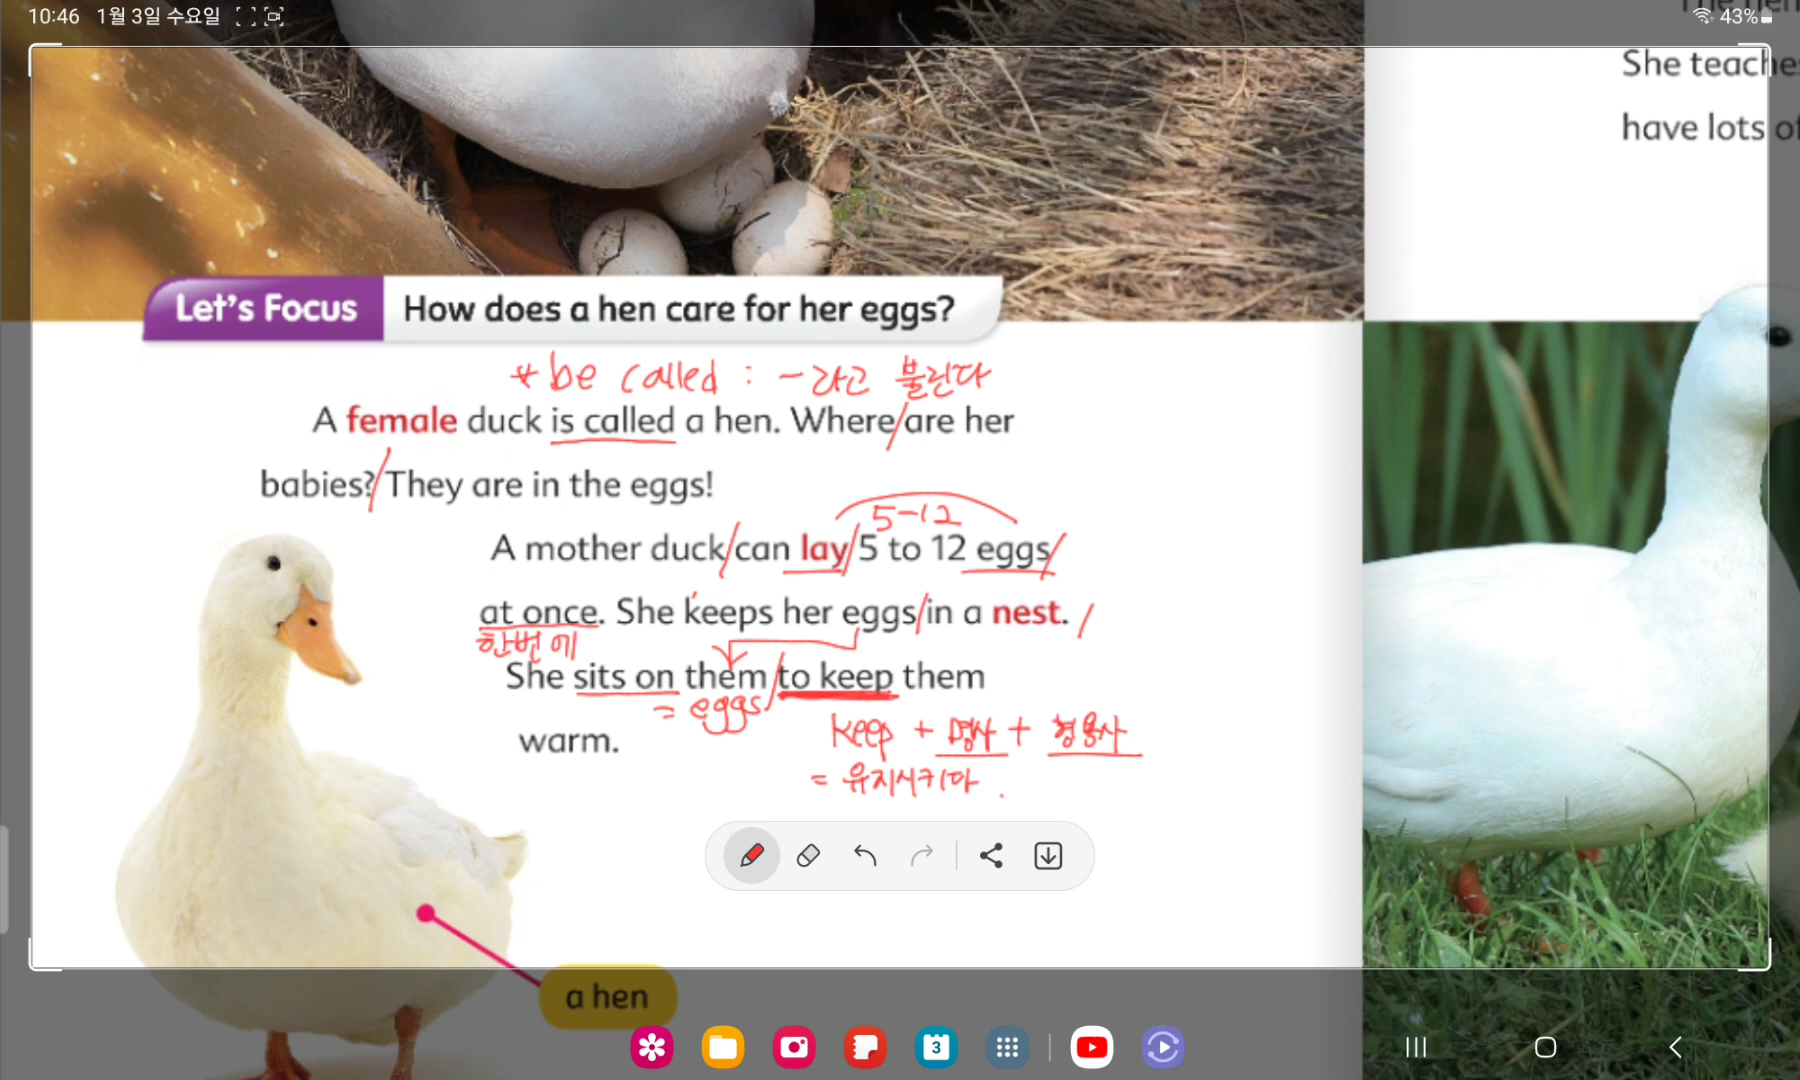 10:46 1월 3일 수요일
43%
She teaches
have lots of
Let's Focus How does a hen care for her eggs?
* be called : ~라고 불린다
A female duck is called a hen. Where/are her
babies?/They are in the eggs!
5-12
A mother duck/can lay/5 to 12 eggs/
at once. She keeps her eggs/in a nest. /
한번에
She sits on them/to keep them
= eggs
warm.
keep + 명사 + 형용사
= 유지시키다.
a hen
3